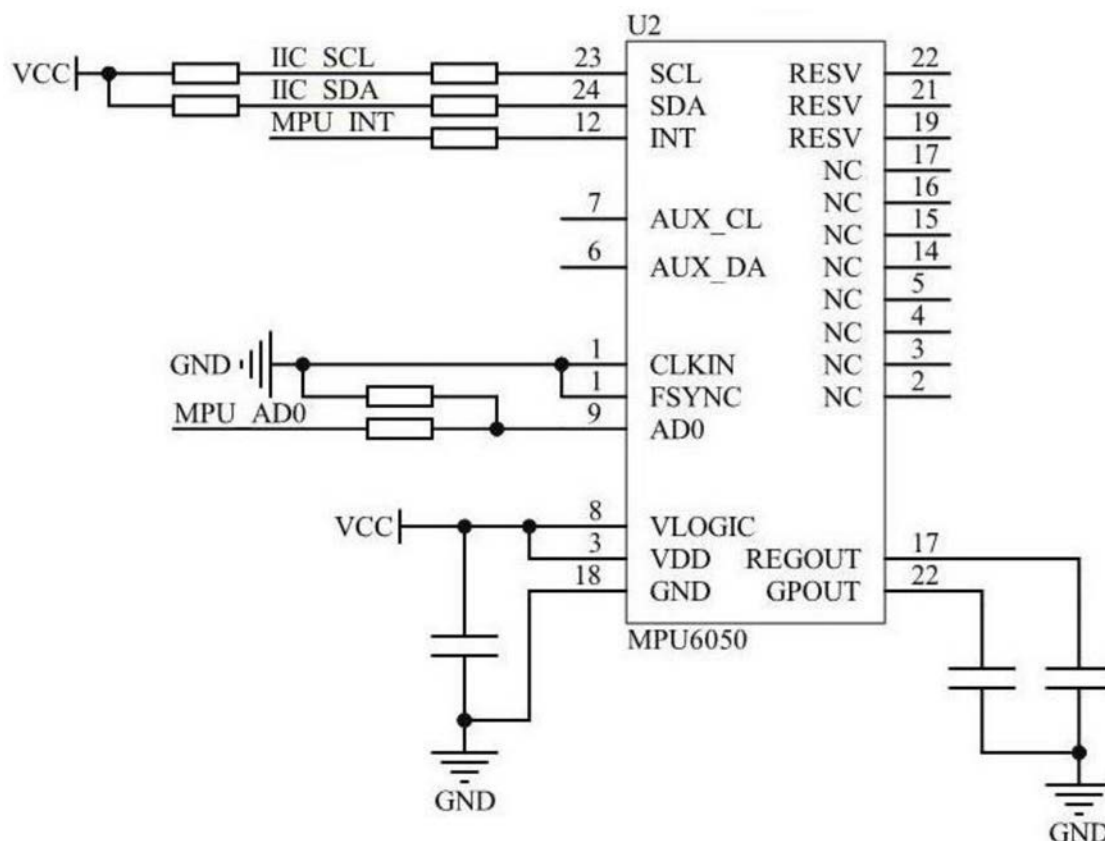 U2
VCC
IIC SCL
23
SCL
RESV
22
IIC SDA
24
SDA
RESV
21
MPU INT
12
INT
RESV
19
NC
17
NC
16
7
AUX_CL
NC
15
6
AUX_DA
NC
14
NC
5
NC
4
GND
1
CLKIN
NC
3
1
FSYNC
NC
2
MPU AD0
9
AD0
VCC
8
VLOGIC
3
VDD
REGOUT
17
18
GND
GPOUT
22
MPU6050
GND
GND